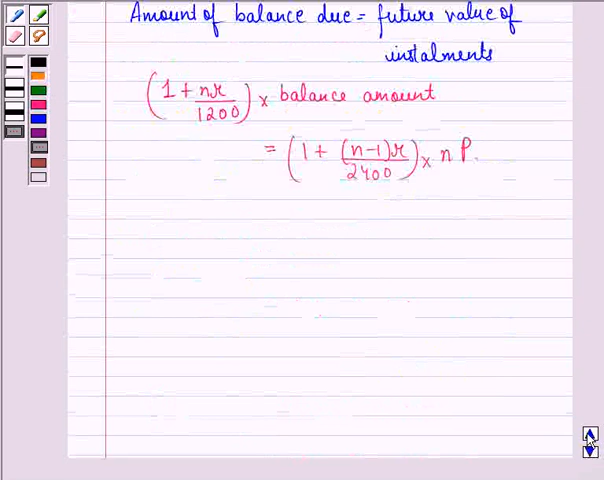 Amount of balance due = future value of
instalments
(1 + nr/1200) × balance amount
= (1 + (n-1)r/2400) × n P.